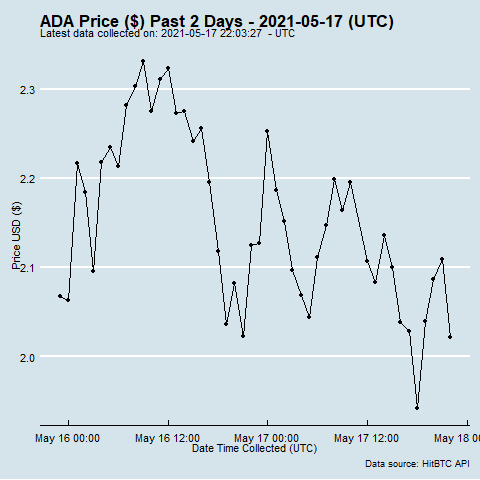 ADA Price ($) Past 2 Days - 2021-05-17 (UTC)
Latest data collected on: 2021-05-17 22:03:27 - UTC
2.3
2.2
2.1
2.0
Price USD ($)
May 16 00:00 May 16 12:00 May 17 00:00 May 17 12:00 May 18 0
Date Time Collected (UTC)
Data source: HitBTC API